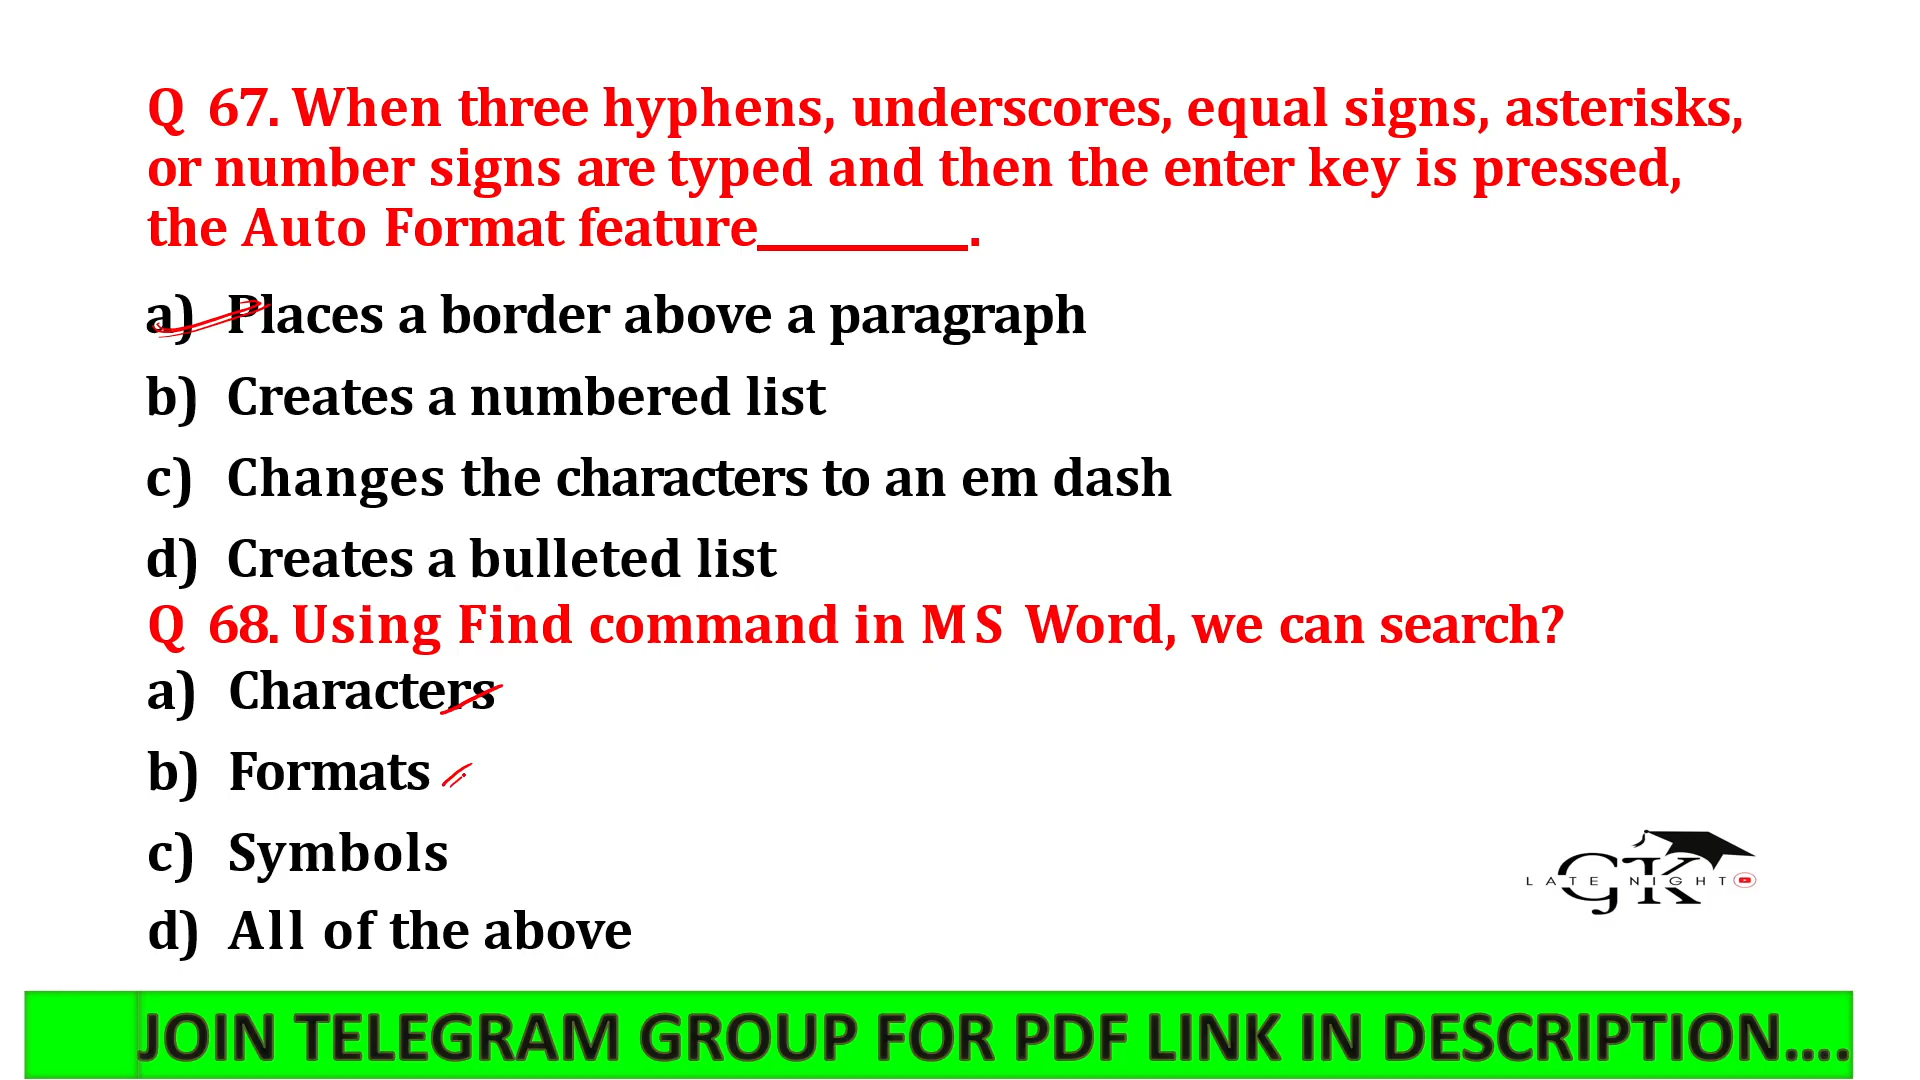 Q 67. When three hyphens, underscores, equal signs, asterisks,
or number signs are typed and then the enter key is pressed,
the Auto Format feature__________.
a) Places a border above a paragraph
b) Creates a numbered list
c) Changes the characters to an em dash
d) Creates a bulleted list
Q 68. Using Find command in MS Word, we can search?
a) Characters
b) Formats
c) Symbols
d) All of the above
GK
LATE NIGHT
JOIN TELEGRAM GROUP FOR PDF LINK IN DESCRIPTION....